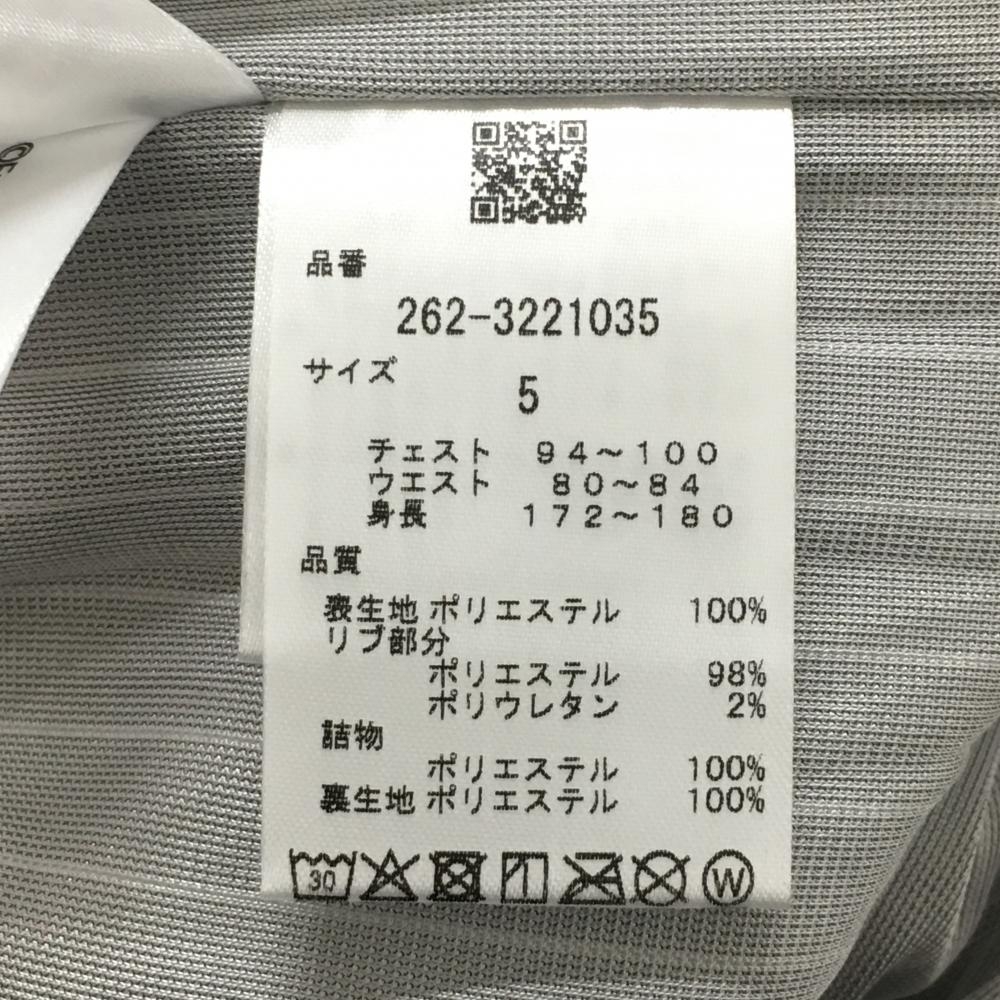 品番
262-3221035
サイズ
5
チェスト 94～100
ウエスト 80～84
身長 172～180
品質
表生地 ポリエステル 100%
リブ部分
ポリエステル 98%
ポリウレタン 2%
詰物
ポリエステル 100%
裏生地 ポリエステル 100%
30 W